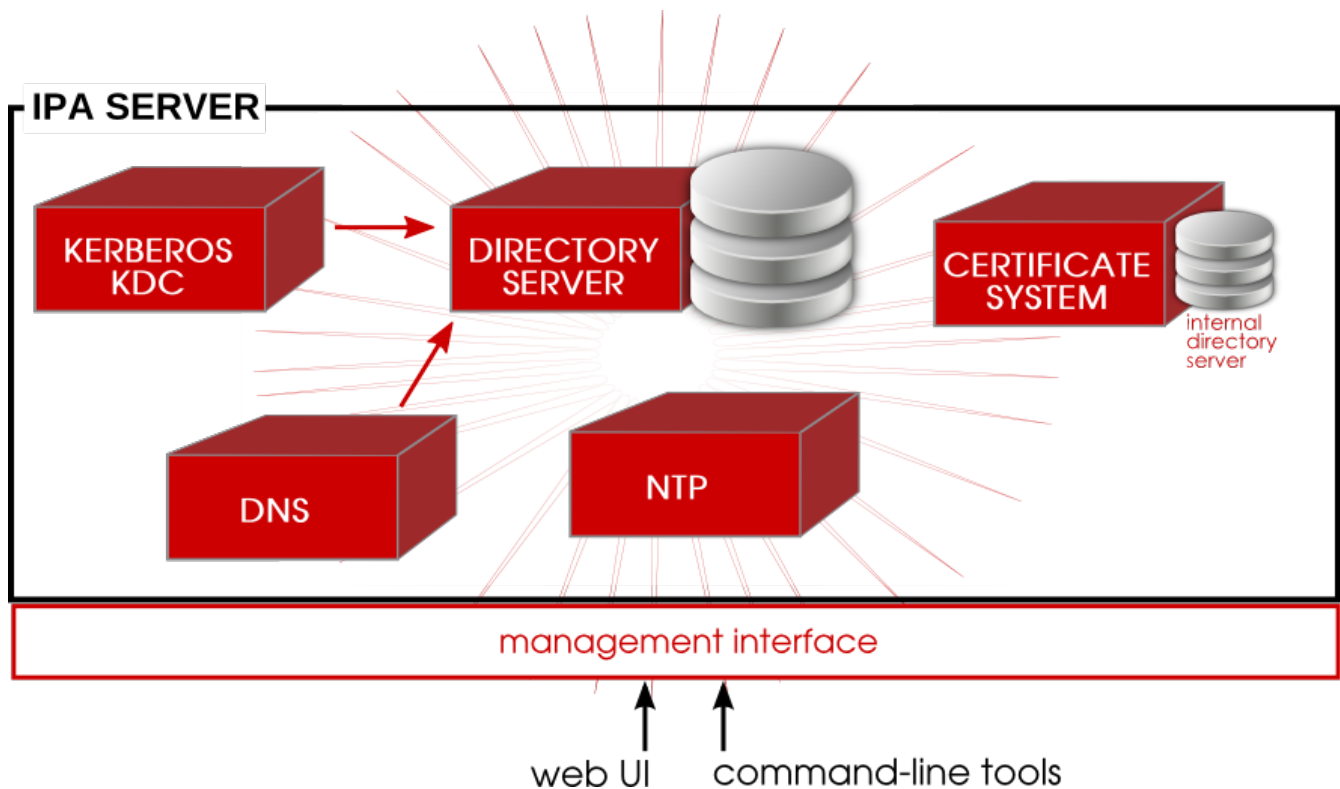 IPA SERVER
KERBEROS
KDC
DIRECTORY
SERVER
CERTIFICATE
SYSTEM
internal
directory
server
DNS
NTP
management interface
web UI
command-line tools